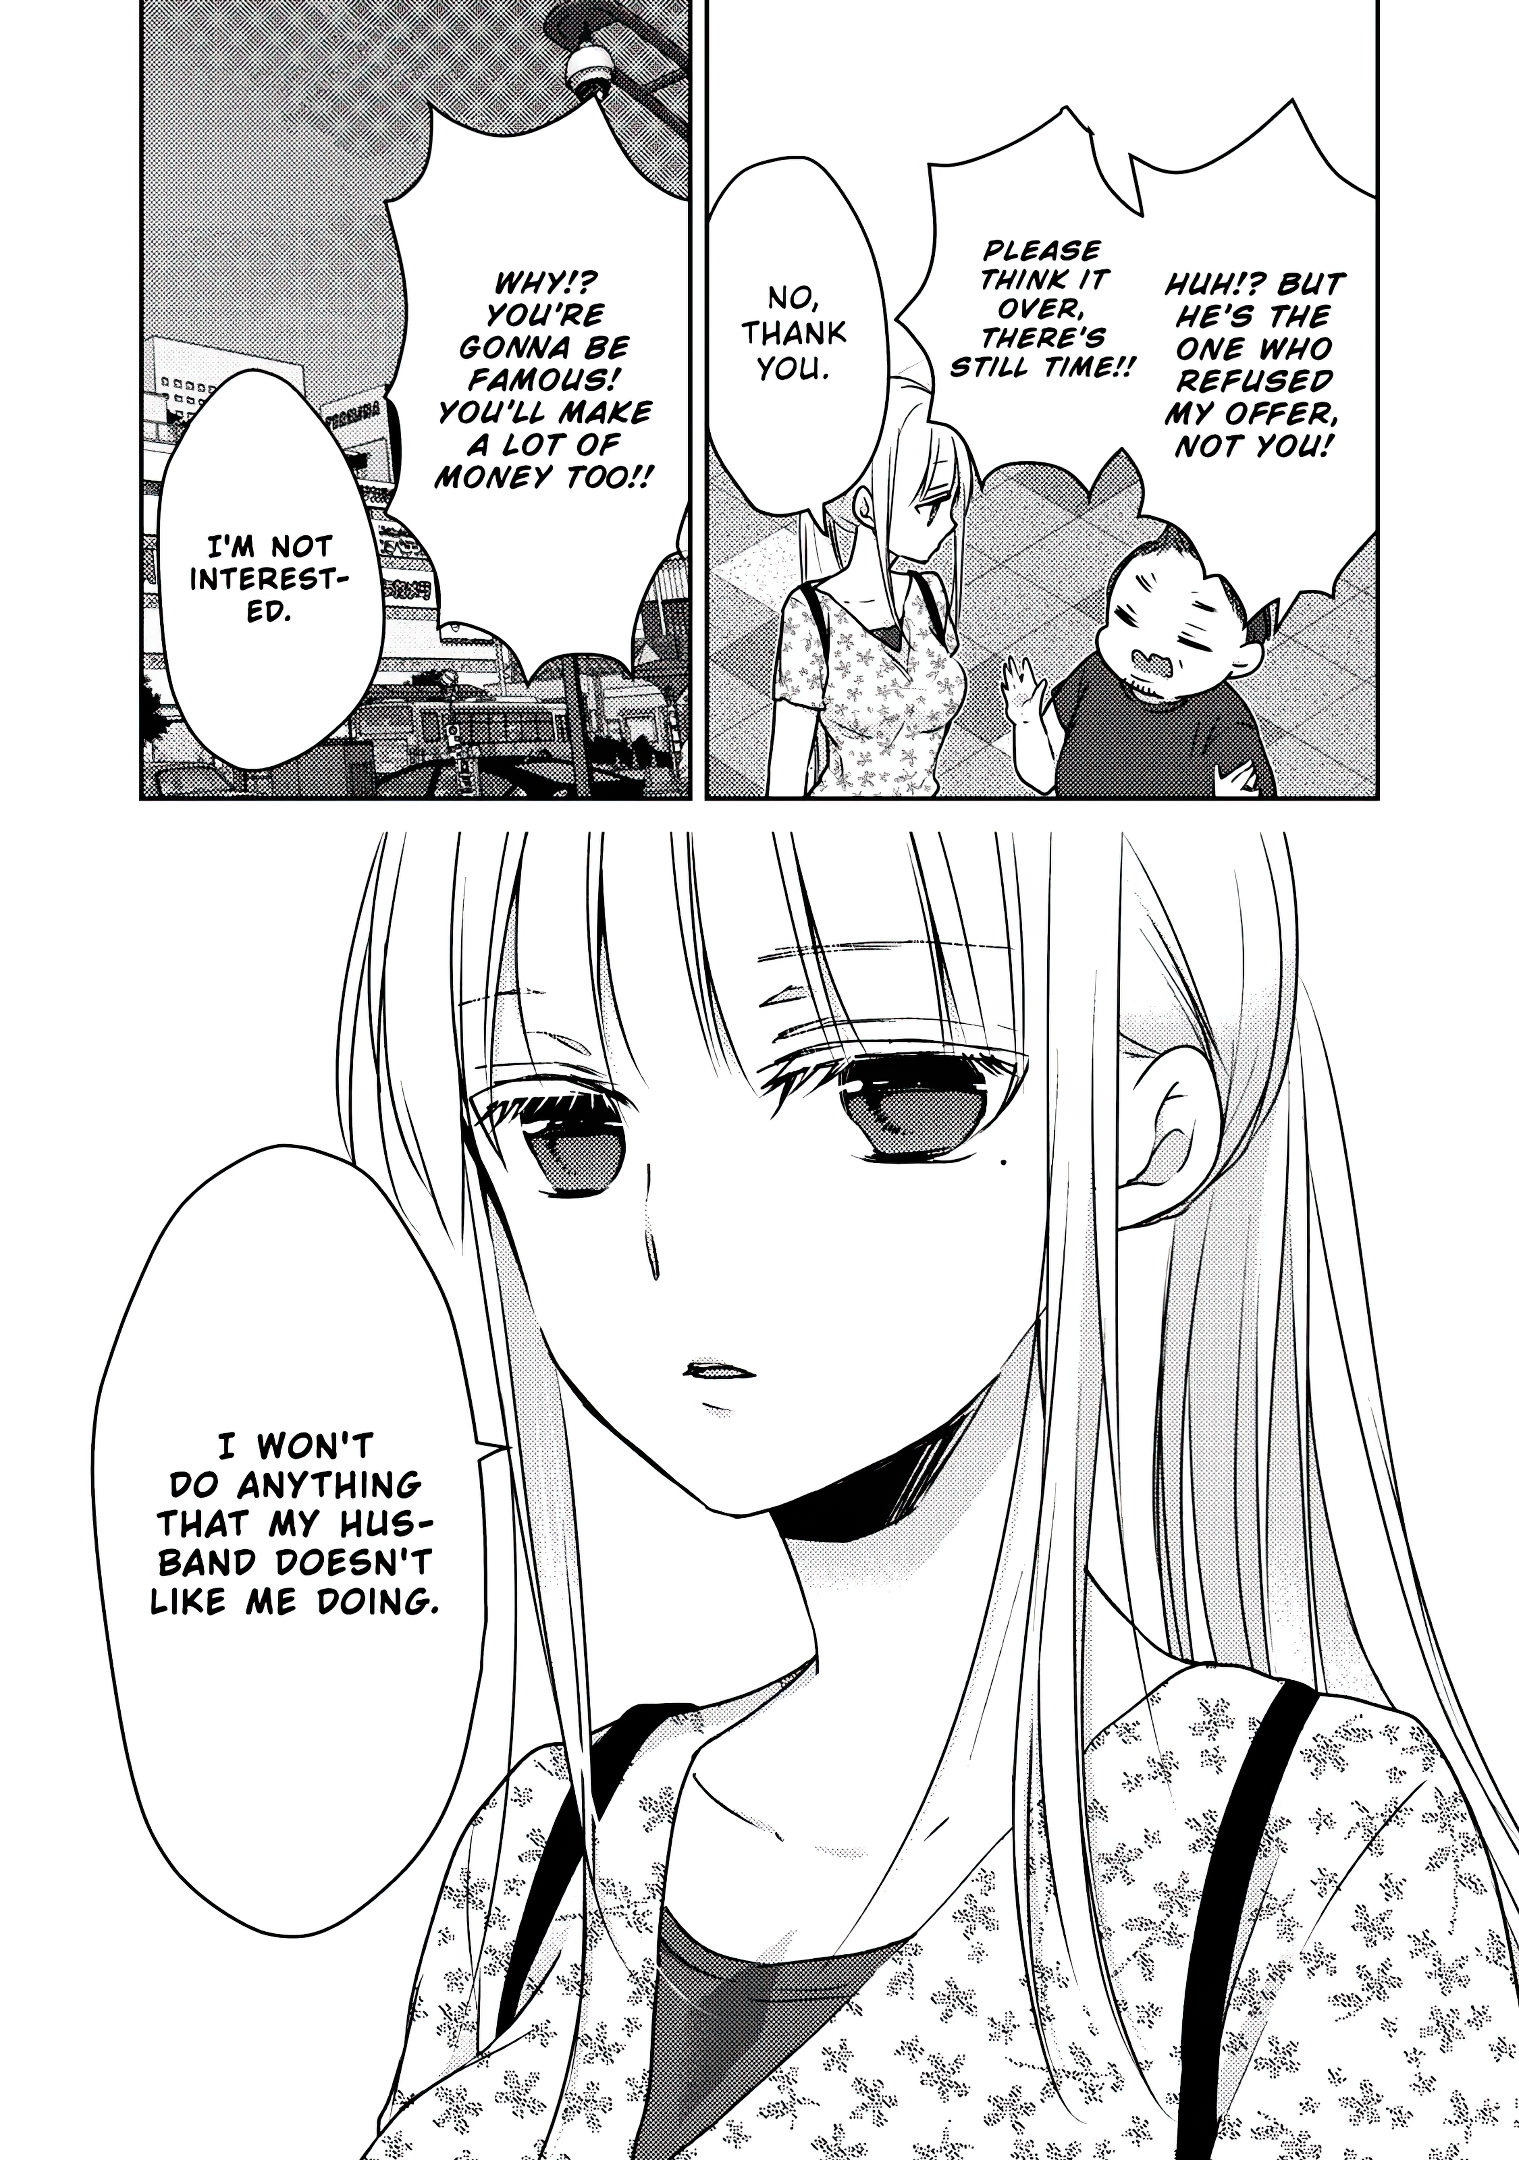 HUH!? BUT
HE'S THE
ONE WHO
REFUSED
MY OFFER,
NOT YOU!
PLEASE
THINK IT
OVER,
THERE'S
STILL TIME!!
NO,
THANK
YOU.
WHY!?
YOU'RE
GONNA BE
FAMOUS!
YOU'LL MAKE
A LOT OF
MONEY TOO!!
I'M NOT
INTEREST-
ED.
I WON'T
DO ANYTHING
THAT MY HUS-
BAND DOESN'T
LIKE ME DOING.